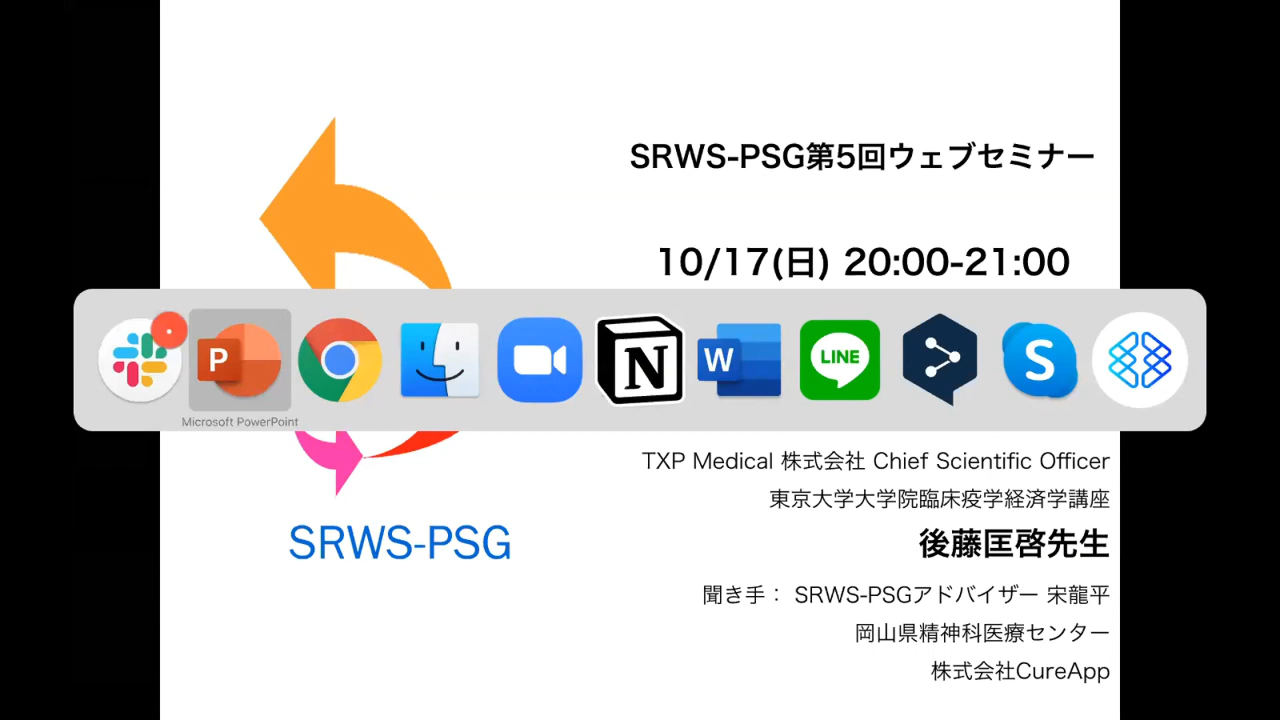 SRWS-PSG第5回ウェブセミナー
10/17(日) 20:00-21:00
P
N
W
LINE
S
Microsoft PowerPoint
TXP Medical 株式会社 Chief Scientific Officer
東京大学大学院臨床疫学経済学講座
後藤匡啓先生
SRWS-PSG
聞き手： SRWS-PSGアドバイザー 宋龍平
岡山県精神科医療センター
株式会社CureApp